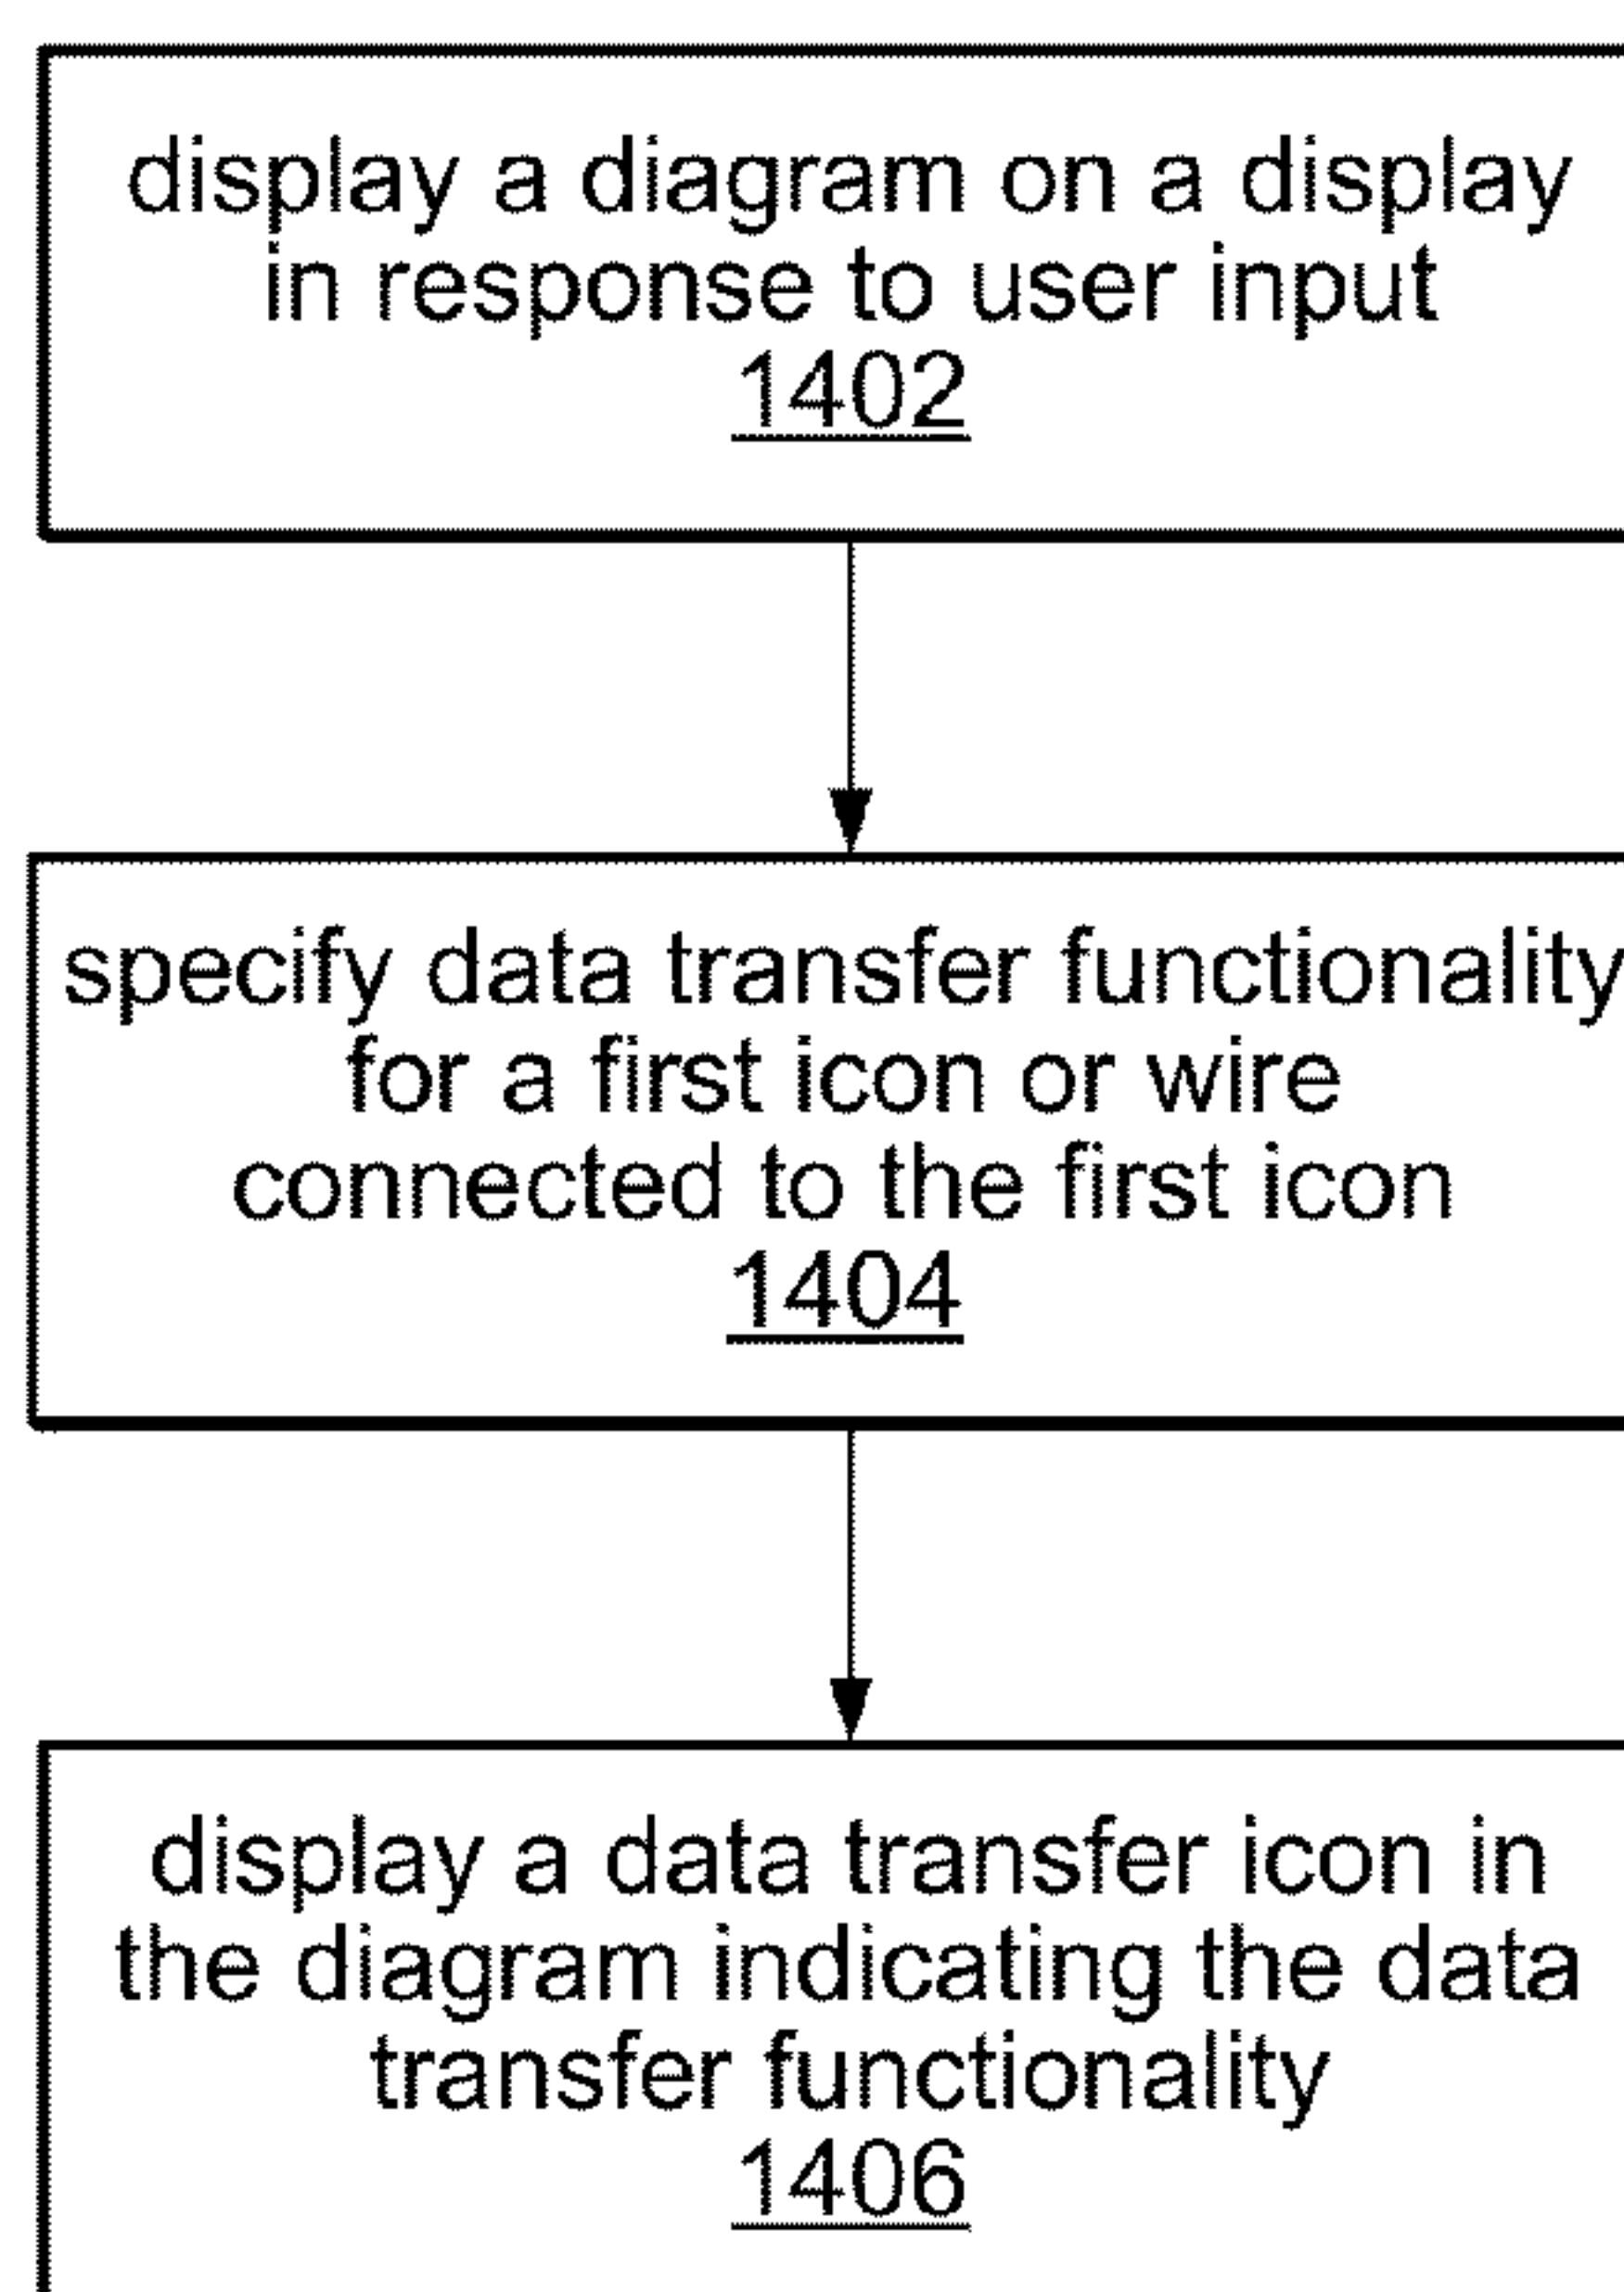 display a diagram on a display
in response to user input
1402
specify data transfer functionality
for a first icon or wire
connected to the first icon
1404
display a data transfer icon in
the diagram indicating the data
transfer functionality
1406